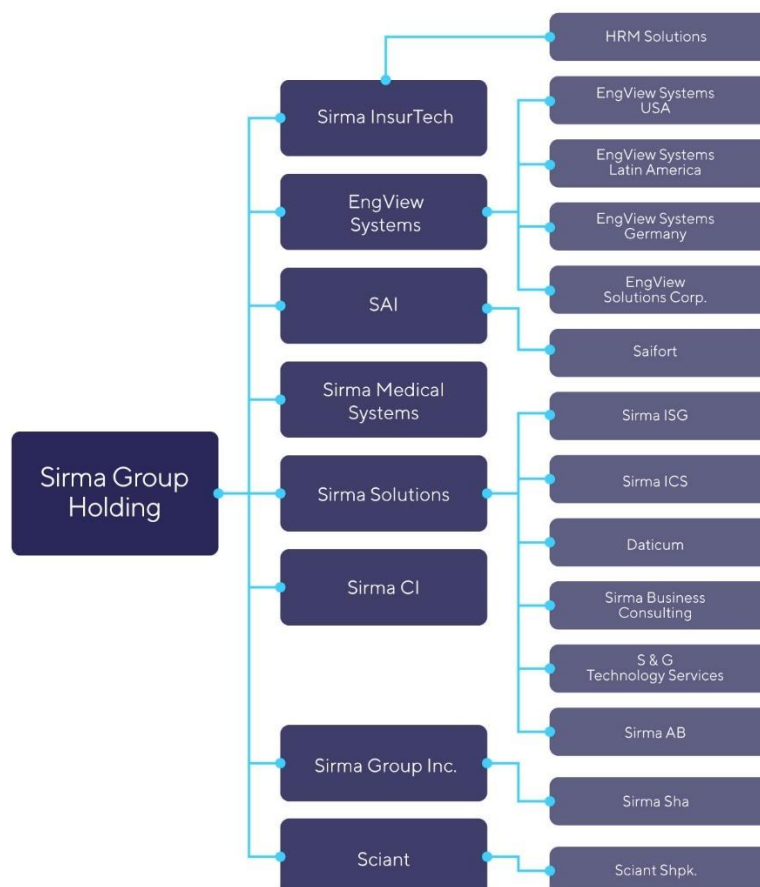 HRM Solutions
Sirma InsurTech
EngView Systems
USA
EngView Systems
Latin America
EngView
Systems
EngView Systems
Germany
EngView
Solutions Corp.
SAI
Saifort
Sirma Medical
Systems
Sirma ISG
Sirma Group
Holding
Sirma Solutions
Sirma ICS
Daticum
Sirma CI
Sirma Business
Consulting
S & G
Technology Services
Sirma AB
Sirma Group Inc.
Sirma Sha
Sciant
Sciant Shpk.